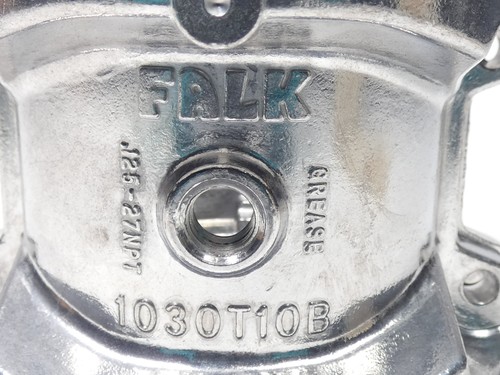 FALK
.125-27NPT
GREASE
1030T10B